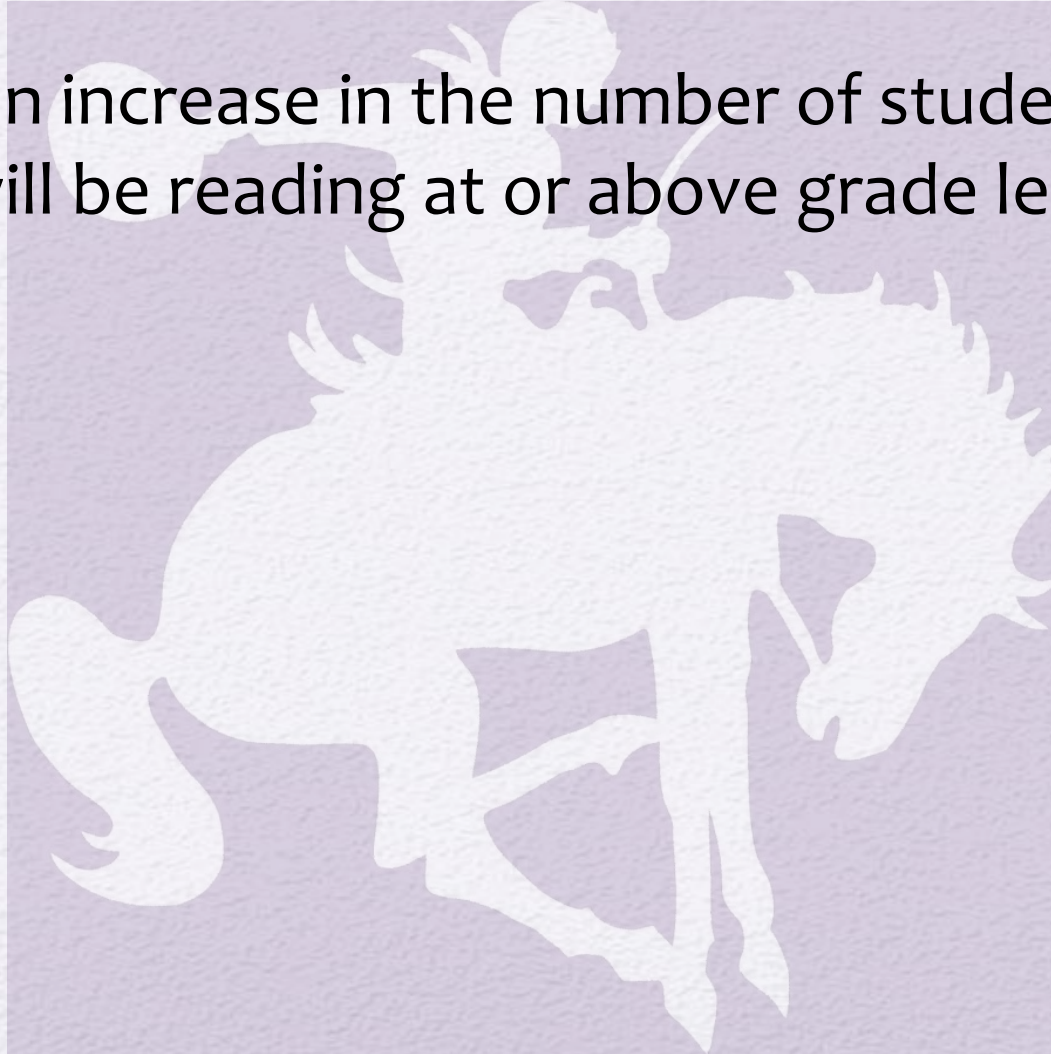 n increase in the number of stude
ill be reading at or above grade le